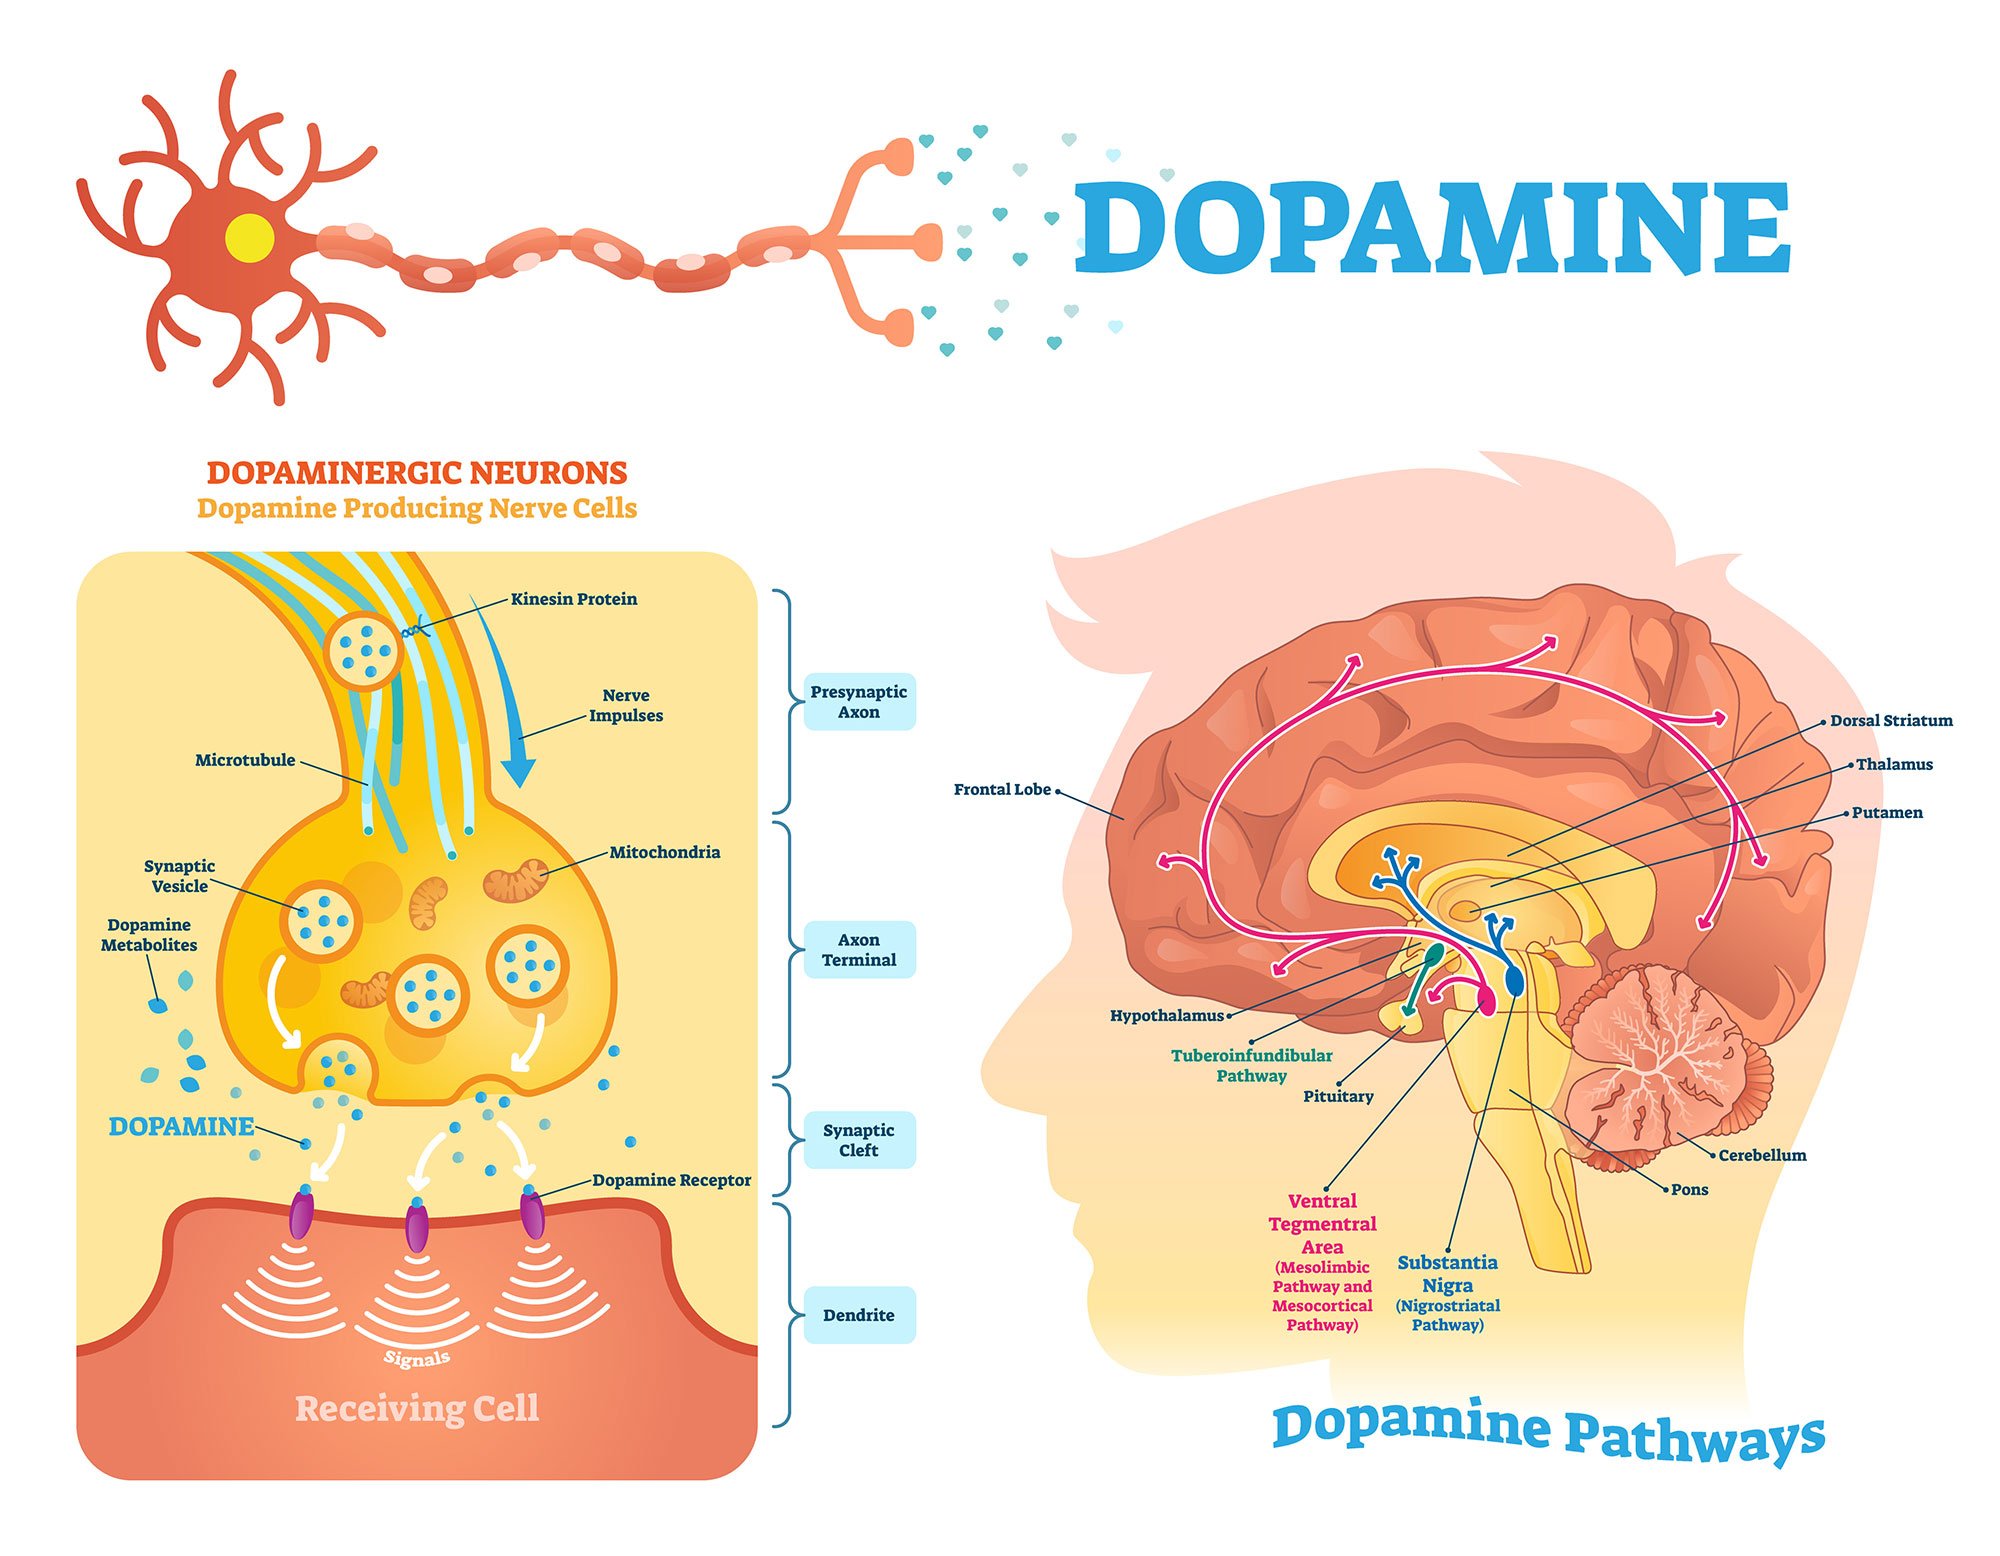 DOPAMINE
DOPAMINERGIC NEURONS
Dopamine Producing Nerve Cells
Kinesin Protein
Nerve
Impulses
Microtubule
Mitochondria
Synaptic
Vesicle
Dopamine
Metabolites
DOPAMINE
Dopamine Receptor
Signals
Receiving Cell
Presynaptic
Axon
Axon
Terminal
Synaptic
Cleft
Dendrite
Frontal Lobe
Dorsal Striatum
Thalamus
Putamen
Hypothalamus
Tuberoinfundibular
Pathway
Pituitary
Cerebellum
Pons
Ventral
Tegmentral
Area
(Mesolimbic
Pathway and
Mesocortical
Pathway)
Substantia
Nigra
(Nigrostriatal
Pathway)
Dopamine Pathways